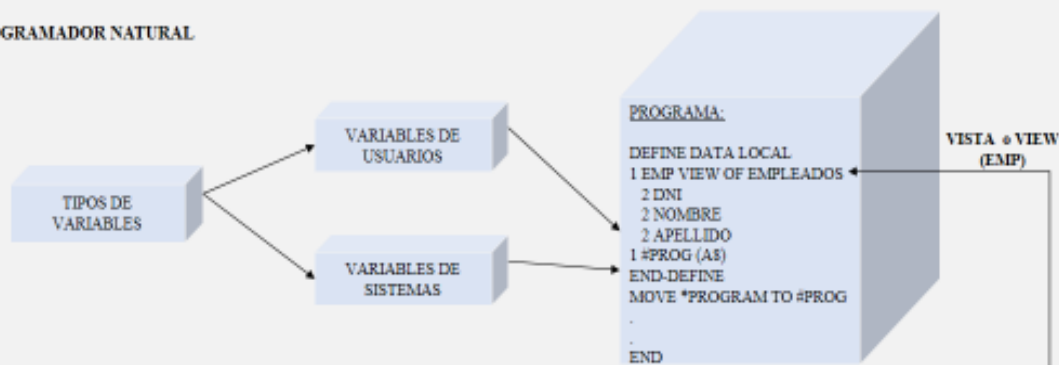 OGRAMADOR NATURAL
TIPOS DE
VARIABLES
VARIABLES DE
USUARIOS
VARIABLES DE
SISTEMAS
PROGRAMA:
DEFINE DATA LOCAL
1 EMP VIEW OF EMPLEADOS
2 DNI
2 NOMBRE
2 APELLIDO
1 #PROG (A8)
END-DEFINE
MOVE *PROGRAM TO #PROG
.
.
END
VISTA o VIEW
(EMP)